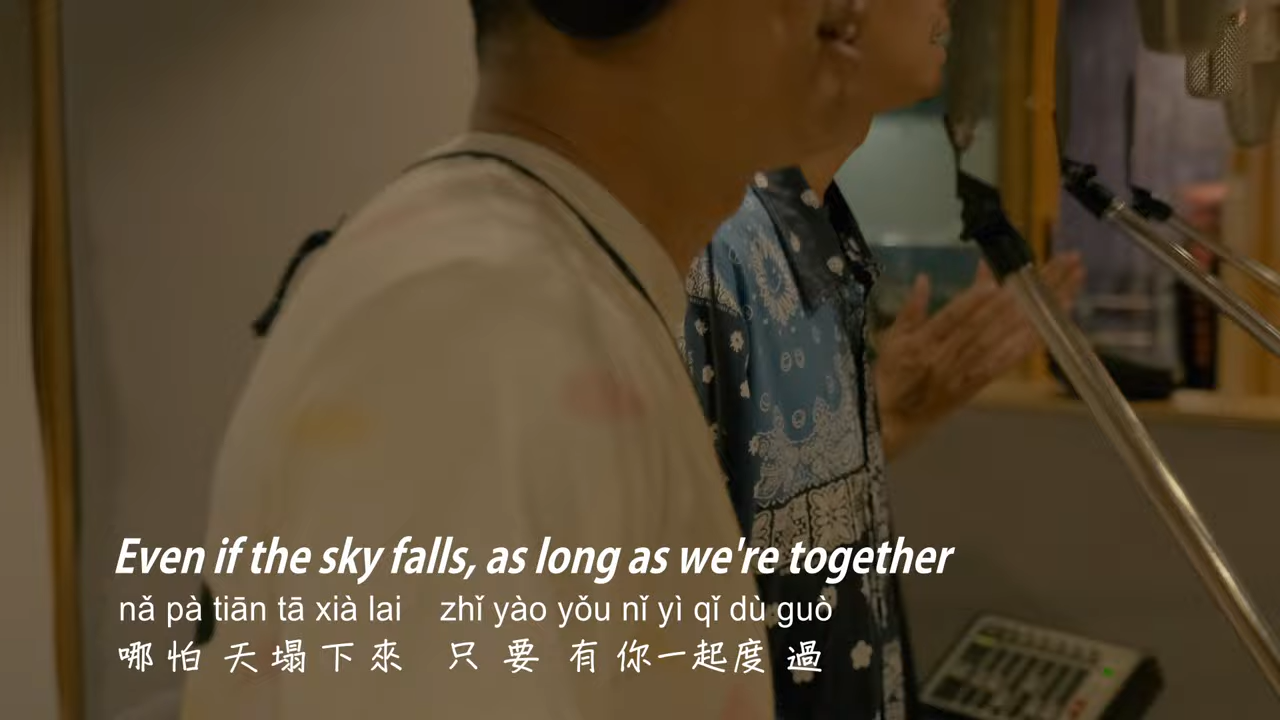 Even if the sky falls, as long as we're together
nǎ pà tiān tā xià lai zhǐ yào yǒu nǐ yì qǐ dù guò
哪怕天塌下來 只要有你一起度過